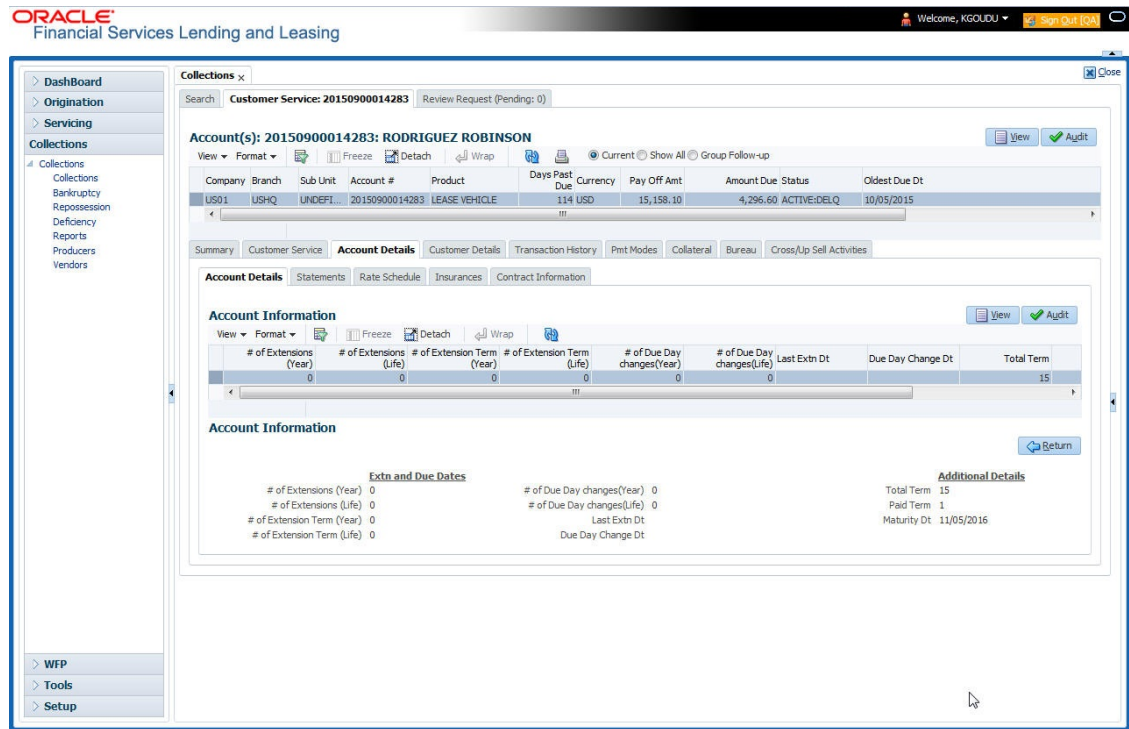 ORACLE
Financial Services Lending and Leasing
Welcome, KGOUDU
Sign Out [QA]
DashBoard
Origination
Servicing
Collections
Collections
Collections
Bankruptcy
Repossession
Deficiency
Reports
Producers
Vendors
WFP
Tools
Setup
Collections x
Close
Search Customer Service: 20150900014283 Review Request (Pending: 0)
Account(s): 20150900014283: RODRIGUEZ ROBINSON
View Audit
View Format Freeze Detach Wrap Current Show All Group Follow-up
Company Branch Sub Unit Account # Product Days Past Due Currency Pay Off Amt Amount Due Status Oldest Due Dt
US01 USHQ UNDEFI... 20150900014283 LEASE VEHICLE 114 USD 15,158.10 4,296.60 ACTIVE:DELQ 10/05/2015
Summary Customer Service Account Details Customer Details Transaction History Pmt Modes Collateral Bureau Cross/Up Sell Activities
Account Details Statements Rate Schedule Insurances Contract Information
Account Information
View Audit
View Format Freeze Detach Wrap
# of Extensions (Year) # of Extensions (Life) # of Extension Term (Year) # of Extension Term (Life) # of Due Day changes(Year) # of Due Day changes(Life) Last Extn Dt Due Day Change Dt Total Term
0 0 0 0 0 0 15
Account Information
Return
Extn and Due Dates Additional Details
# of Extensions (Year) 0 # of Due Day changes(Year) 0 Total Term 15
# of Extensions (Life) 0 # of Due Day changes(Life) 0 Paid Term 1
# of Extension Term (Year) 0 Last Extn Dt Maturity Dt 11/05/2016
# of Extension Term (Life) 0 Due Day Change Dt